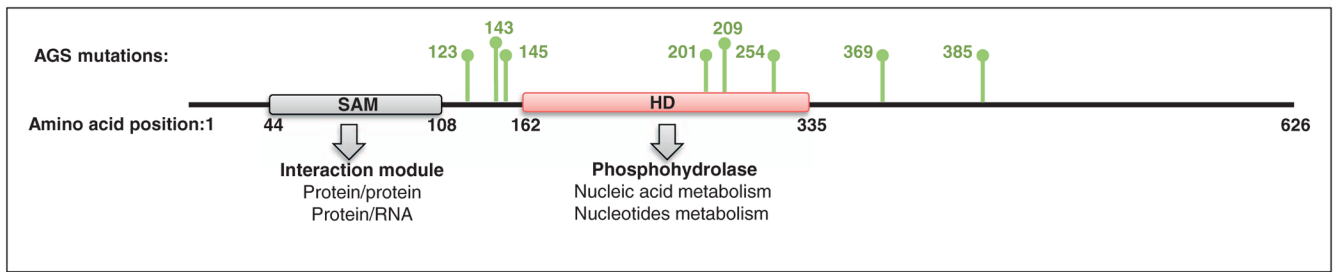 143
209
AGS mutations:
123
145
201
254
369
385
SAM
HD
Amino acid position:1
44
108
162
335
626
Interaction module
Phosphohydrolase
Protein/protein
Nucleic acid metabolism
Protein/RNA
Nucleotides metabolism